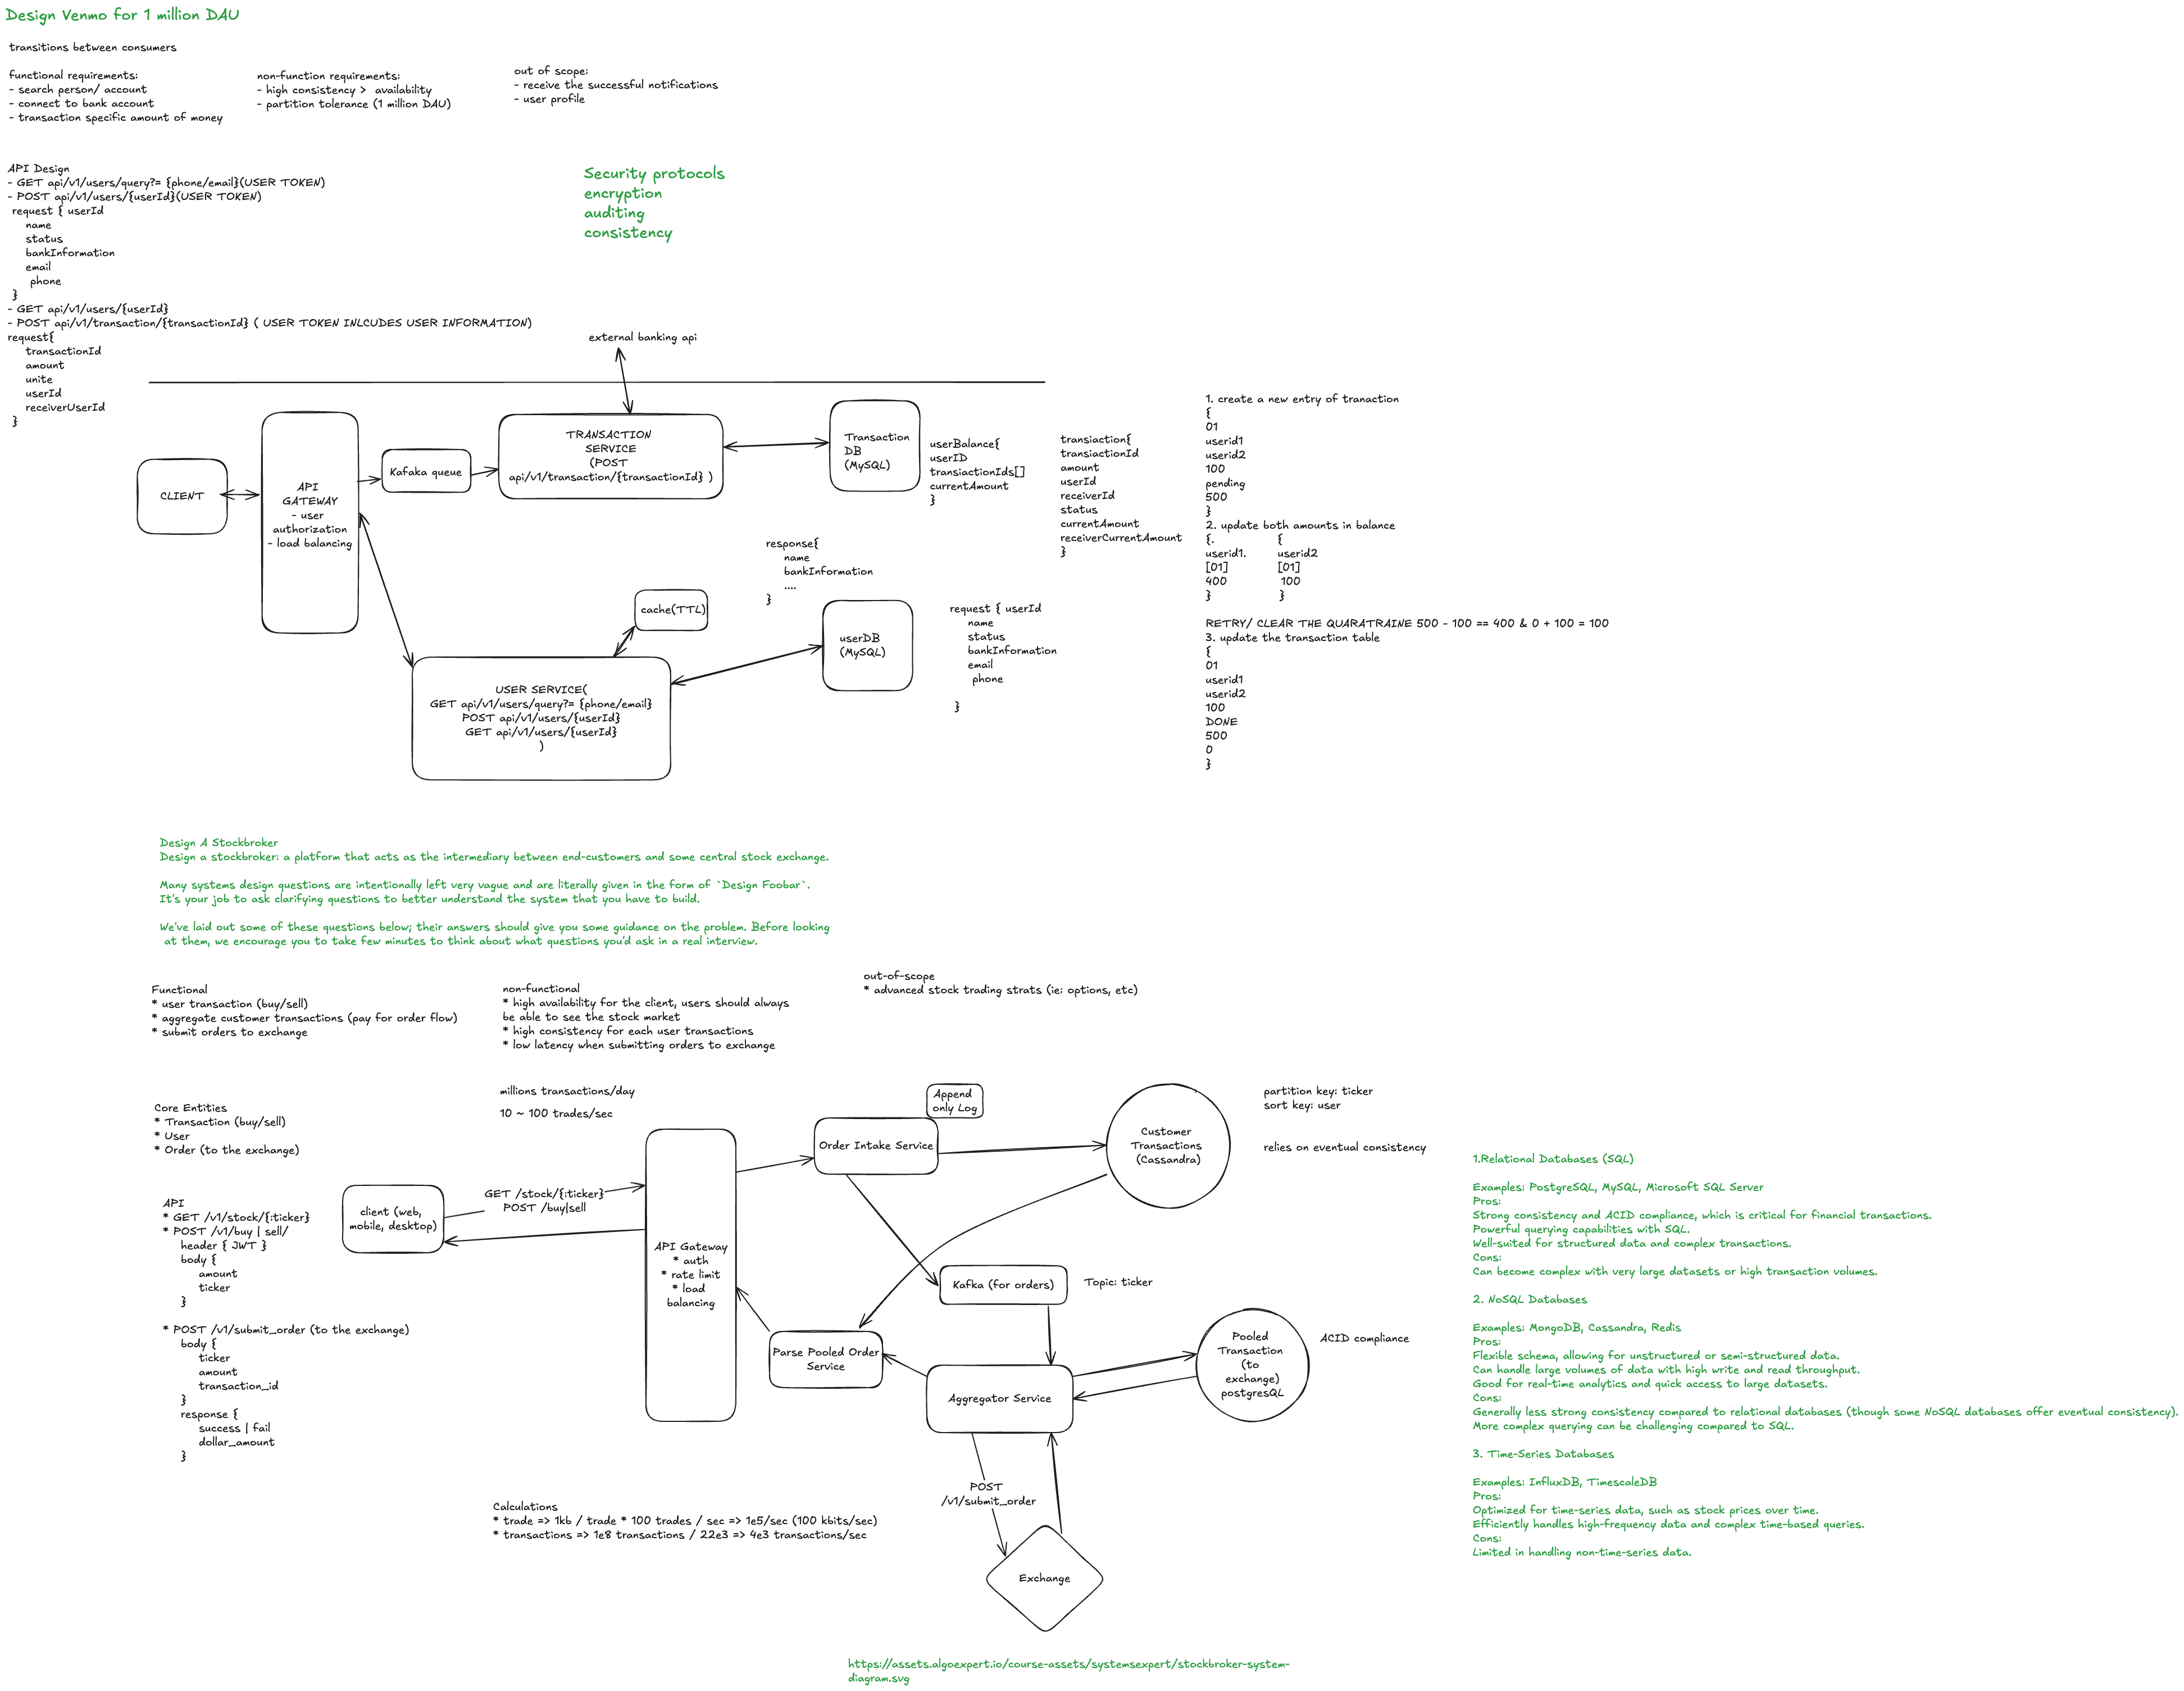 Design Venmo for 1 million DAU
transitions between consumers
functional requirements:
- search person/ account
- connect to bank account
- transaction specific amount of money
non-function requirements:
- high consistency > availability
- partition tolerance (1 million DAU)
out of scope:
- receive the successful notifications
- user profile
API Design
- GET api/v1/users/query?= {phone/email}(USER TOKEN)
- POST api/v1/users/{userId}(USER TOKEN)
request { userId
name
status
bankInformation
email
phone
}
- GET api/v1/users/{userId}
- POST api/v1/transaction/{transactionId} ( USER TOKEN INLCUDES USER INFORMATION)
request{
transactionId
amount
unite
userId
receiverUserId
}
Security protocols
encryption
auditing
consistency
external banking api
CLIENT
API
GATEWAY
- user
authorization
- load balancing
Kafaka queue
TRANSACTION
SERVICE
(POST
api/v1/transaction/{transactionId} )
Transaction
DB
(MySQL)
userBalance{
userID
transiactionIds[]
currentAmount
}
transiaction{
transiactionId
amount
userId
receiverId
status
currentAmount
receiverCurrentAmount
}
1. create a new entry of tranaction
{
01
userid1
userid2
100
pending
500
}
2. update both amounts in balance
{. {
userid1. userid2
[01] [01]
400 100
} }
RETRY/ CLEAR THE QUARATRAINE 500 - 100 == 400 & 0 + 100 = 100
3. update the transaction table
{
01
userid1
userid2
100
DONE
500
0
}
response{
name
bankInformation
....
}
cache(TTL)
userDB
(MySQL)
request { userId
name
status
bankInformation
email
phone
}
USER SERVICE(
GET api/v1/users/query?= {phone/email}
POST api/v1/users/{userId}
GET api/v1/users/{userId}
)
Design A Stockbroker
Design a stockbroker: a platform that acts as the intermediary between end-customers and some central stock exchange.
Many systems design questions are intentionally left very vague and are literally given in the form of `Design Foobar`.
It's your job to ask clarifying questions to better understand the system that you have to build.
We've laid out some of these questions below; their answers should give you some guidance on the problem. Before looking
at them, we encourage you to take few minutes to think about what questions you'd ask in a real interview.
Functional
* user transaction (buy/sell)
* aggregate customer transactions (pay for order flow)
* submit orders to exchange
non-functional
* high availability for the client, users should always
be able to see the stock market
* high consistency for each user transactions
* low latency when submitting orders to exchange
out-of-scope
* advanced stock trading strats (ie: options, etc)
millions transactions/day
10 ~ 100 trades/sec
Core Entities
* Transaction (buy/sell)
* User
* Order (to the exchange)
API
* GET /v1/stock/{:ticker}
* POST /v1/buy | sell/
header { JWT }
body {
amount
ticker
}
* POST /v1/submit_order (to the exchange)
body {
ticker
amount
transaction_id
}
response {
success | fail
dollar_amount
}
client (web,
mobile, desktop)
GET /stock/{:ticker}
POST /buy|sell
API Gateway
* auth
* rate limit
* load
balancing
Append
only Log
Order Intake Service
Customer
Transactions
(Cassandra)
partition key: ticker
sort key: user
relies on eventual consistency
Kafka (for orders)
Topic: ticker
Parse Pooled Order
Service
Aggregator Service
Pooled
Transaction
(to
exchange)
postgresQL
ACID compliance
POST
/v1/submit_order
Exchange
Calculations
* trade => 1kb / trade * 100 trades / sec => 1e5/sec (100 kbits/sec)
* transactions => 1e8 transactions / 22e3 => 4e3 transactions/sec
1.Relational Databases (SQL)
Examples: PostgreSQL, MySQL, Microsoft SQL Server
Pros:
Strong consistency and ACID compliance, which is critical for financial transactions.
Powerful querying capabilities with SQL.
Well-suited for structured data and complex transactions.
Cons:
Can become complex with very large datasets or high transaction volumes.
2. NoSQL Databases
Examples: MongoDB, Cassandra, Redis
Pros:
Flexible schema, allowing for unstructured or semi-structured data.
Can handle large volumes of data with high write and read throughput.
Good for real-time analytics and quick access to large datasets.
Cons:
Generally less strong consistency compared to relational databases (though some NoSQL databases offer eventual consistency).
More complex querying can be challenging compared to SQL.
3. Time-Series Databases
Examples: InfluxDB, TimescaleDB
Pros:
Optimized for time-series data, such as stock prices over time.
Efficiently handles high-frequency data and complex time-based queries.
Cons:
Limited in handling non-time-series data.
https://assets.algoexpert.io/course-assets/systemsexpert/stockbroker-system-
diagram.svg